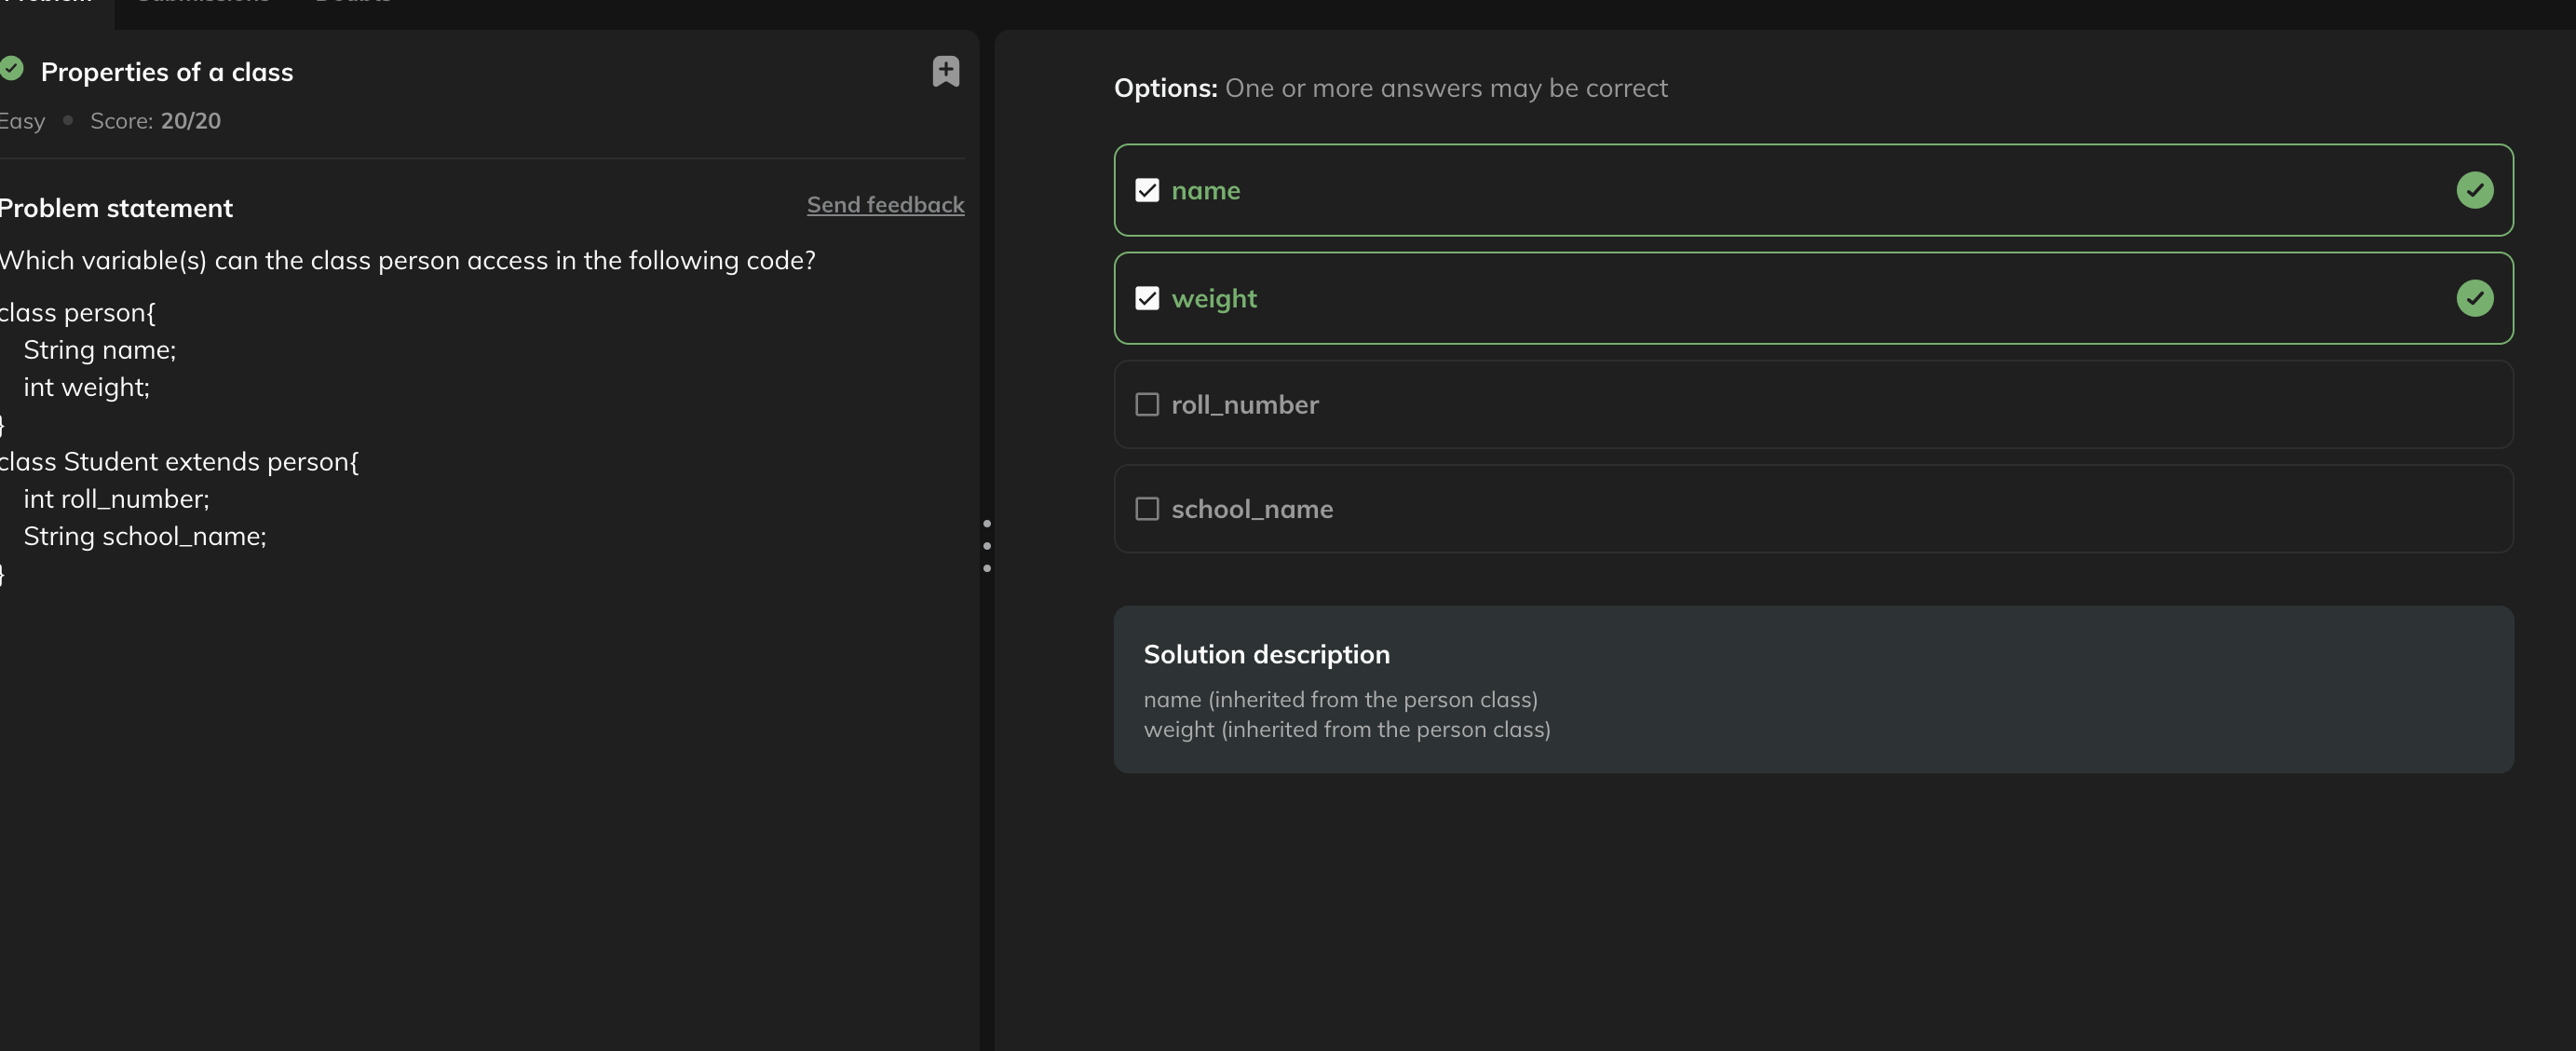 Problem Submissions Doubts
Properties of a class
Easy Score: 20/20
Problem statement
Send feedback
Which variable(s) can the class person access in the following code?
class person{
String name;
int weight;
}
class Student extends person{
int roll_number;
String school_name;
}
Options: One or more answers may be correct
name
weight
roll_number
school_name
Solution description
name (inherited from the person class)
weight (inherited from the person class)